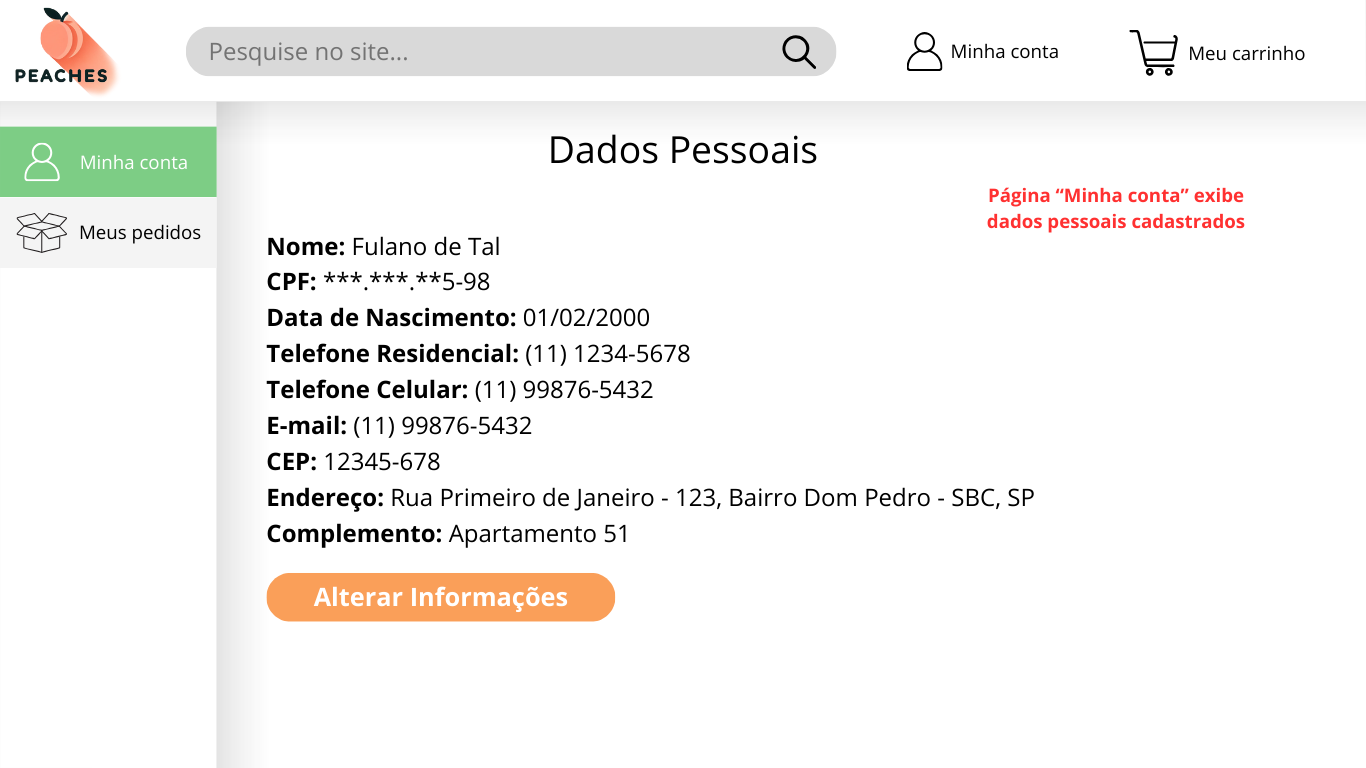 PEACHES
Pesquise no site...
Minha conta
Meu carrinho
Minha conta
Meus pedidos
Dados Pessoais
Página “Minha conta” exibe
dados pessoais cadastrados
Nome: Fulano de Tal
CPF: ***.***.**5-98
Data de Nascimento: 01/02/2000
Telefone Residencial: (11) 1234-5678
Telefone Celular: (11) 99876-5432
E-mail: (11) 99876-5432
CEP: 12345-678
Endereço: Rua Primeiro de Janeiro - 123, Bairro Dom Pedro - SBC, SP
Complemento: Apartamento 51
Alterar Informações